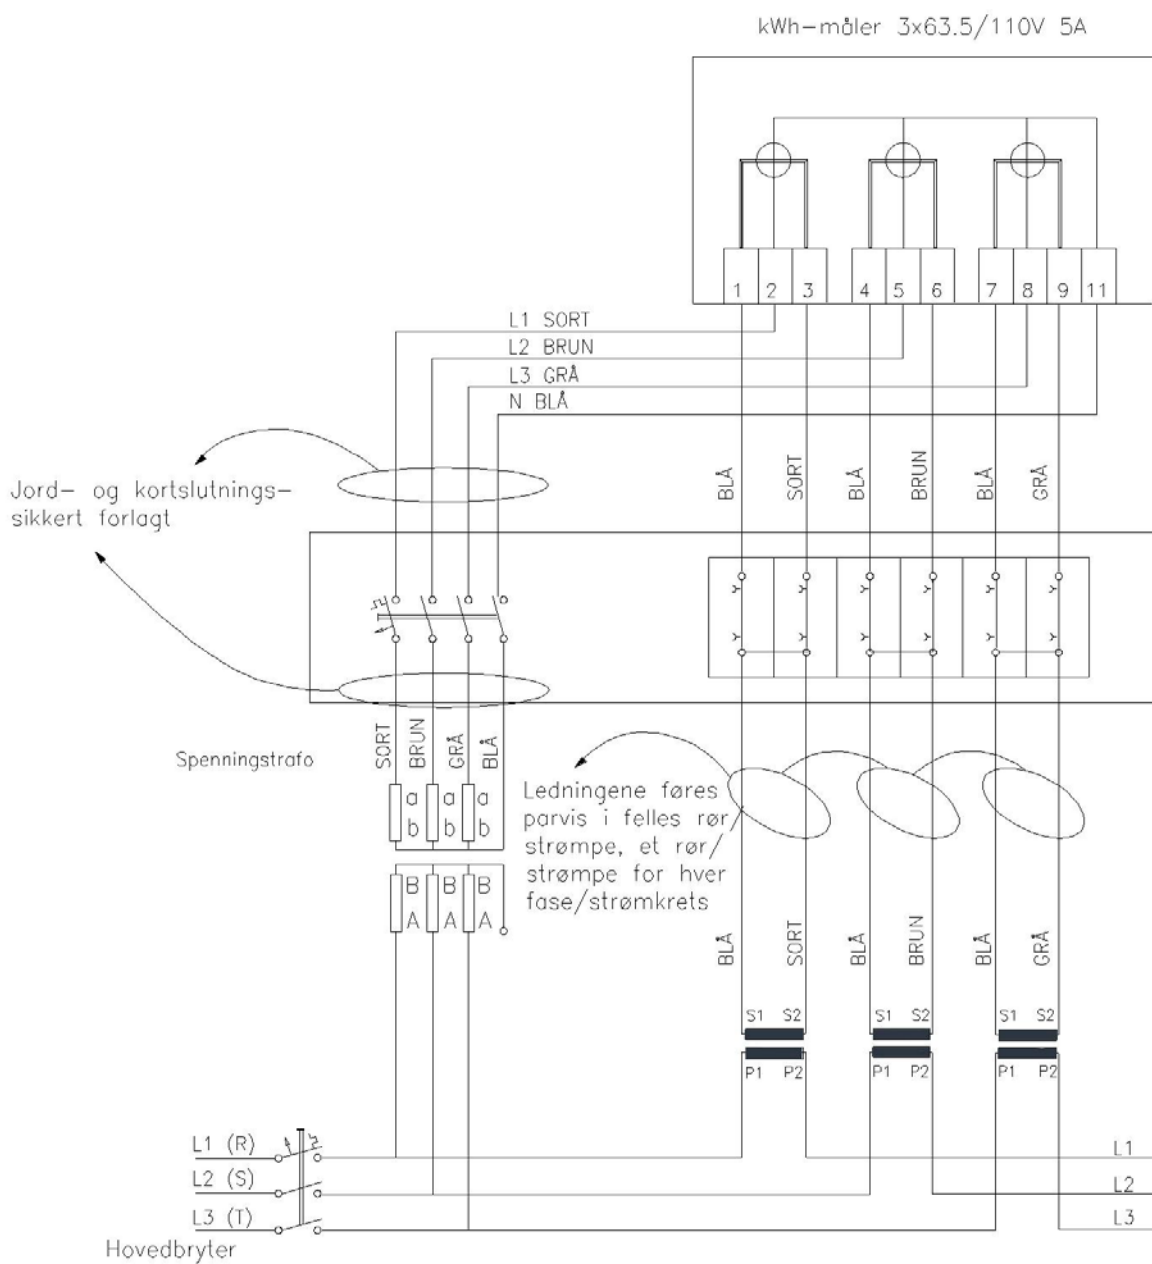 kWh-måler 3x63.5/110V 5A
1 2 3 4 5 6 7 8 9 11
L1 SORT
L2 BRUN
L3 GRÅ
N BLÅ
BLÅ SORT BLÅ BRUN BLÅ GRÅ
Jord- og kortslutnings-
sikkert forlagt
SORT BRUN GRÅ BLÅ
Spenningstrafo
a a a
b b b
B B B
A A A
Ledningene føres
parvis i felles rør
strømpe, et rør/
strømpe for hver
fase/strømkrets
BLÅ SORT BLÅ BRUN BLÅ GRÅ
S1 S2 S1 S2 S1 S2
P1 P2 P1 P2 P1 P2
L1 (R) L1
L2 (S) L2
L3 (T) L3
Hovedbryter